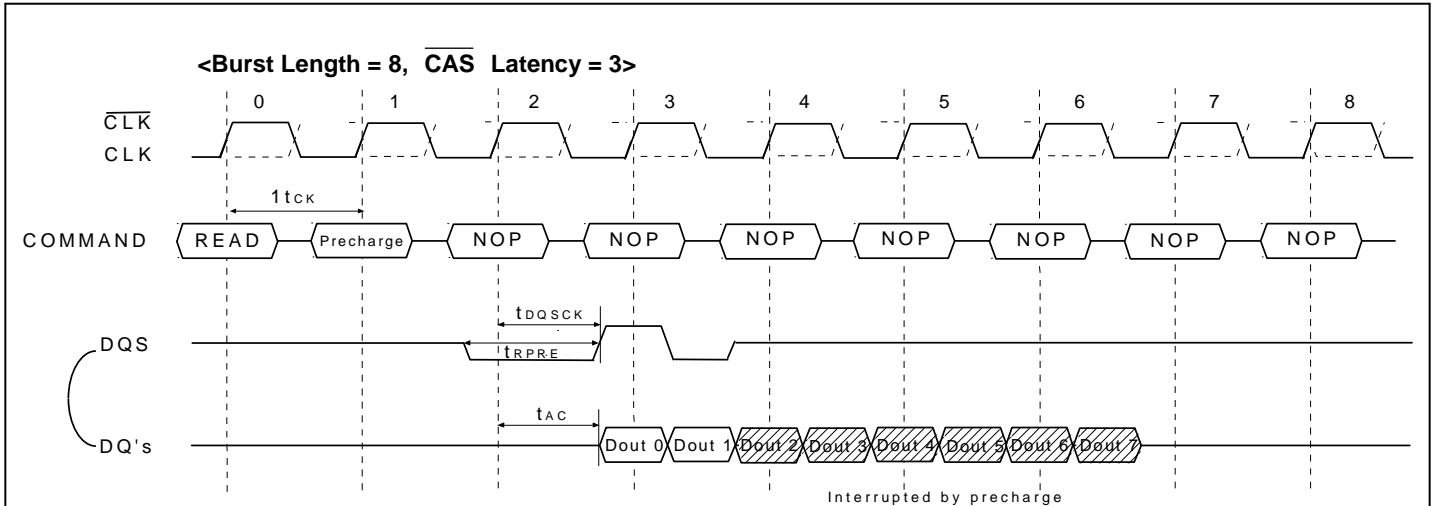 <Burst Length = 8, CAS Latency = 3>
0 1 2 3 4 5 6 7 8
CLK
CLK
1tCK
COMMAND READ Precharge NOP NOP NOP NOP NOP NOP NOP
tDQSCK
DQS
tRPRE
tAC
DQ's Dout 0 Dout 1 Dout 2 Dout 3 Dout 4 Dout 5 Dout 6 Dout 7
Interrupted by precharge